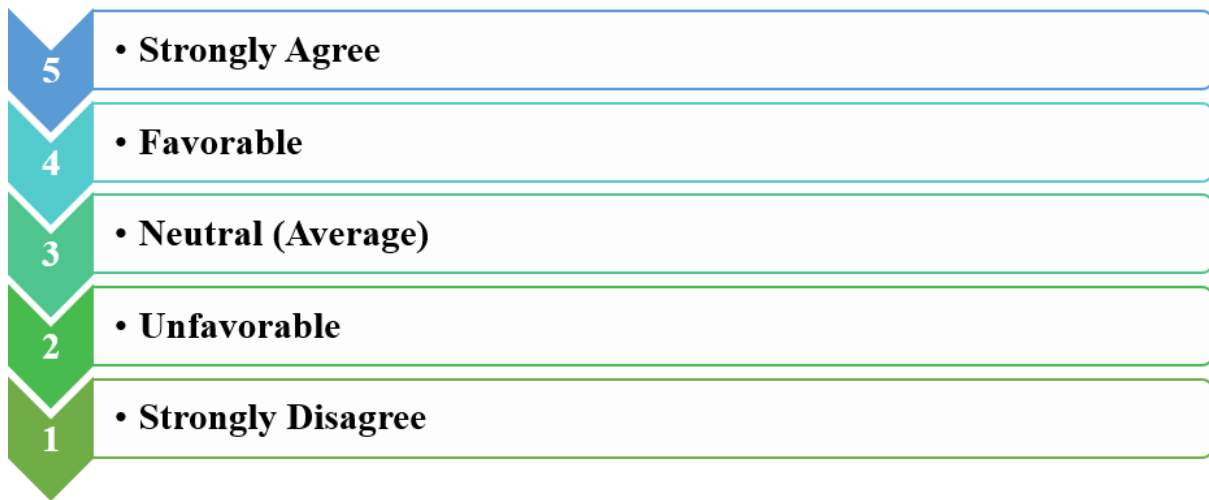 5 • Strongly Agree
4 • Favorable
3 • Neutral (Average)
2 • Unfavorable
1 • Strongly Disagree